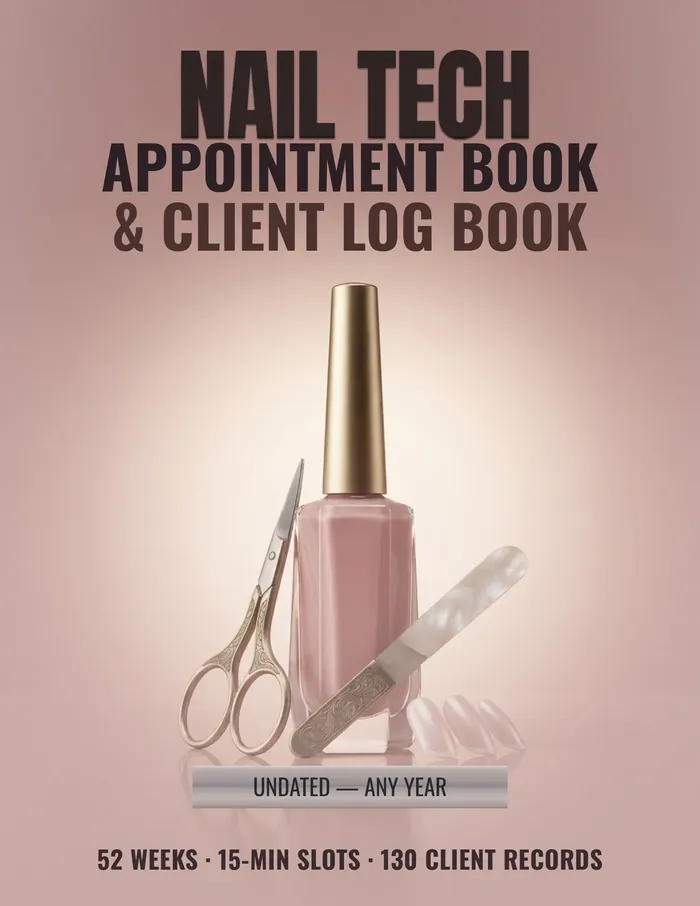 NAIL TECH
APPOINTMENT BOOK
& CLIENT LOG BOOK
UNDATED — ANY YEAR
52 WEEKS · 15-MIN SLOTS · 130 CLIENT RECORDS